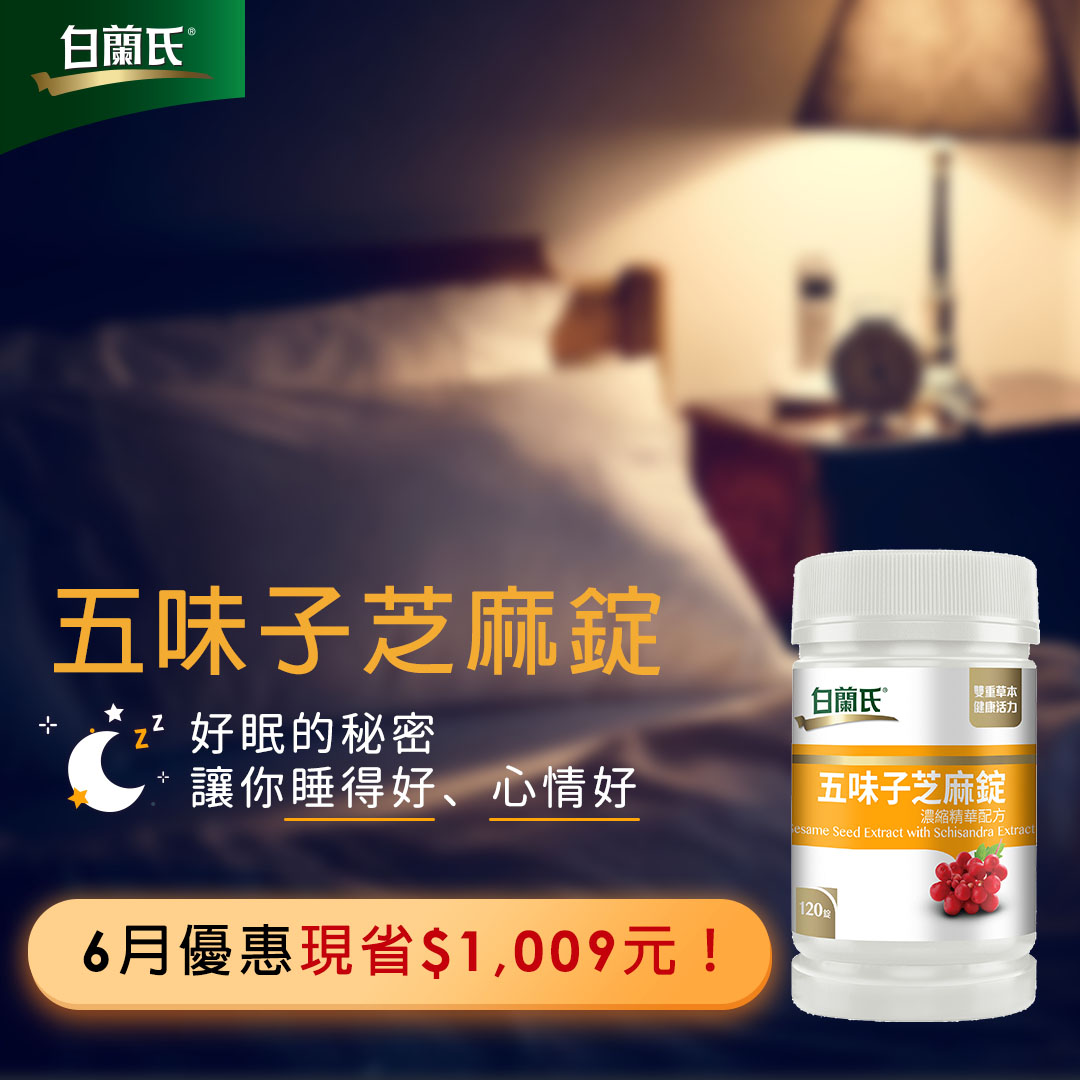 白蘭氏®
五味子芝麻錠
zz
好眠的秘密
讓你睡得好、心情好
6月優惠現省$1,009元！
白蘭氏®
雙重草本
健康活力
五味子芝麻錠
濃縮精華配方
Sesame Seed Extract with Schisandra Extract
120錠